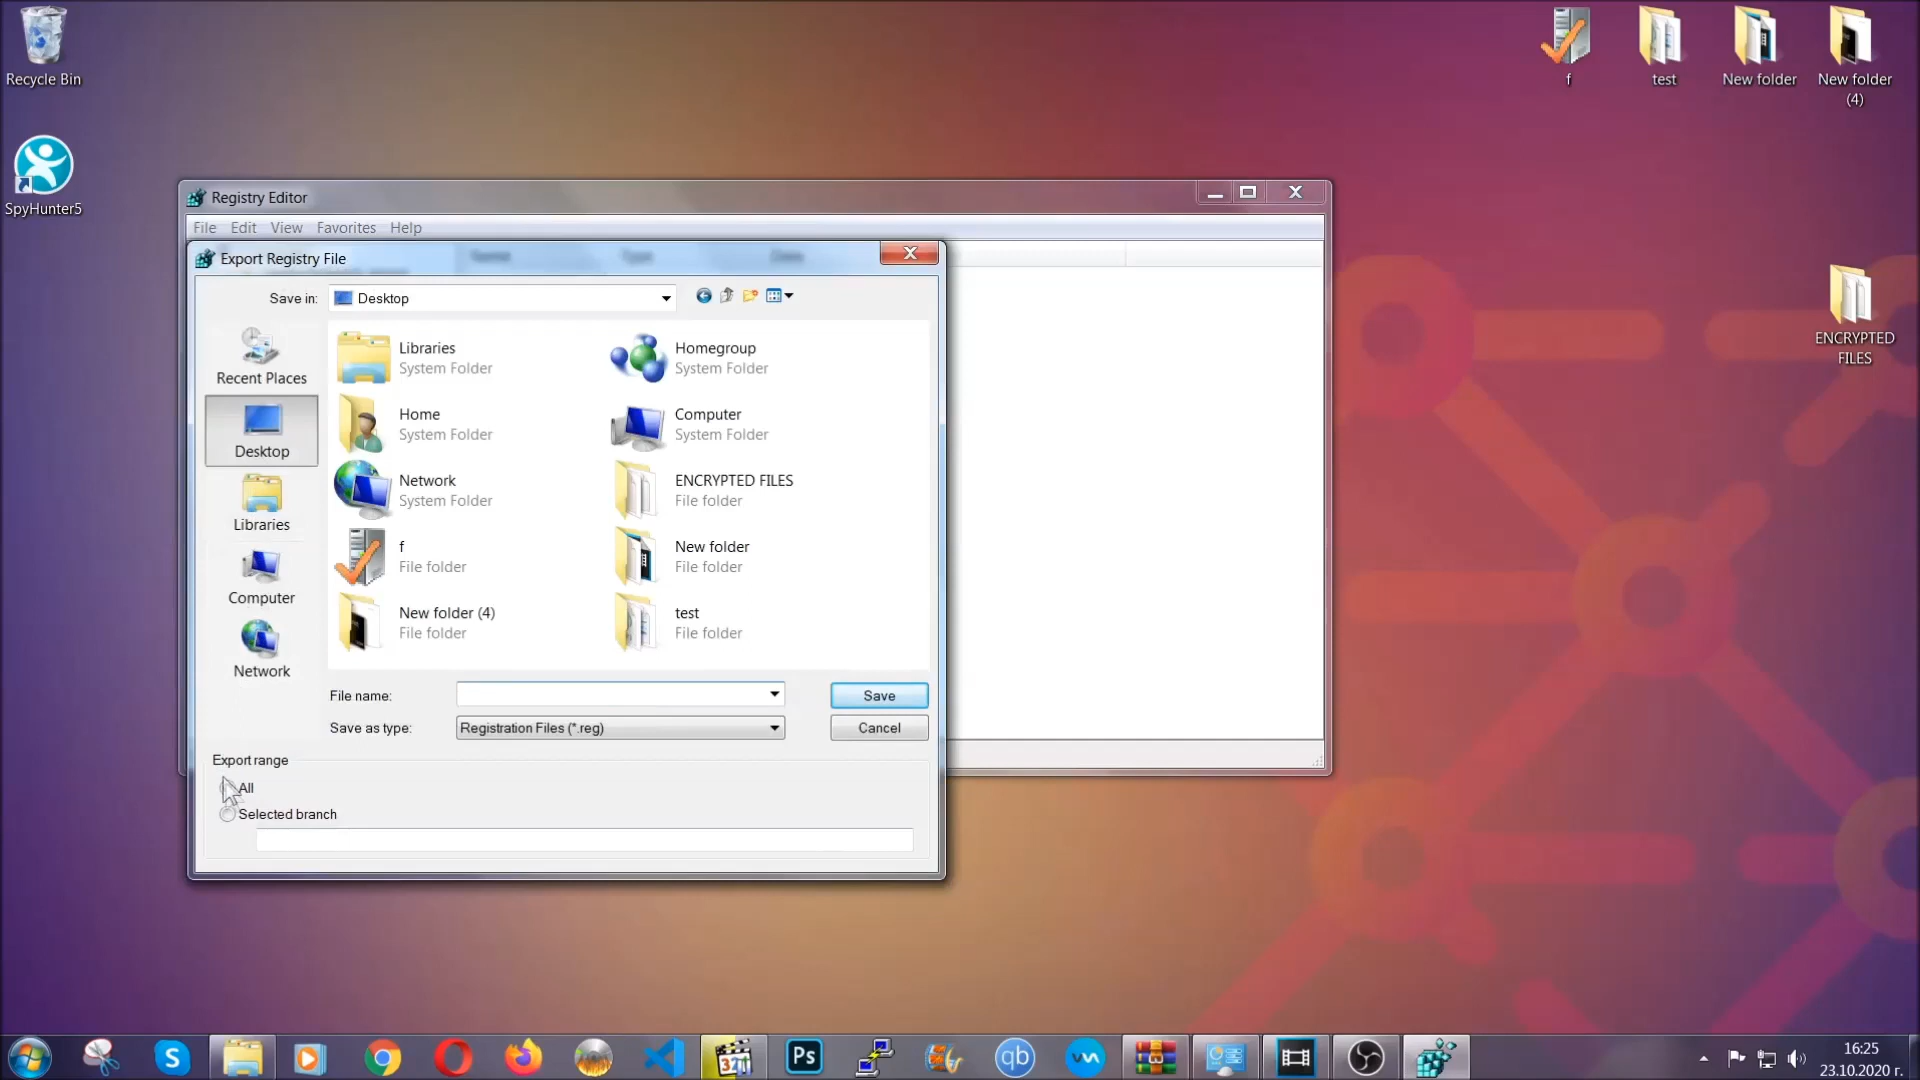 Recycle Bin
SpyHunter5
f
test
New folder
New folder
(4)
ENCRYPTED
FILES
Registry Editor
File Edit View Favorites Help
Export Registry File
Save in:
Desktop
Recent Places
Desktop
Libraries
Computer
Network
Libraries
System Folder
Homegroup
System Folder
Home
System Folder
Computer
System Folder
Network
System Folder
ENCRYPTED FILES
File folder
f
File folder
New folder
File folder
New folder (4)
File folder
test
File folder
File name:
Save
Save as type:
Registration Files (*.reg)
Cancel
Export range
All
Selected branch
321
Ps
qb
16:25
23.10.2020 г.